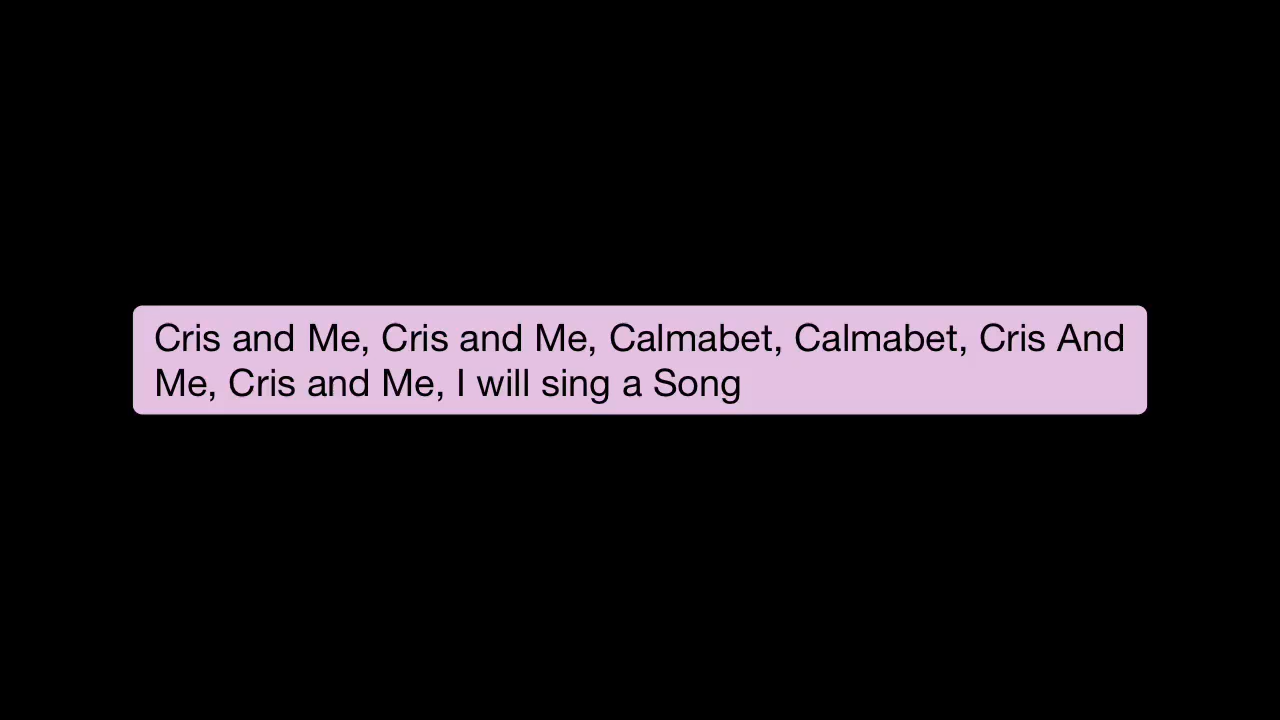 Cris and Me, Cris and Me, Calmabet, Calmabet, Cris And
Me, Cris and Me, I will sing a Song